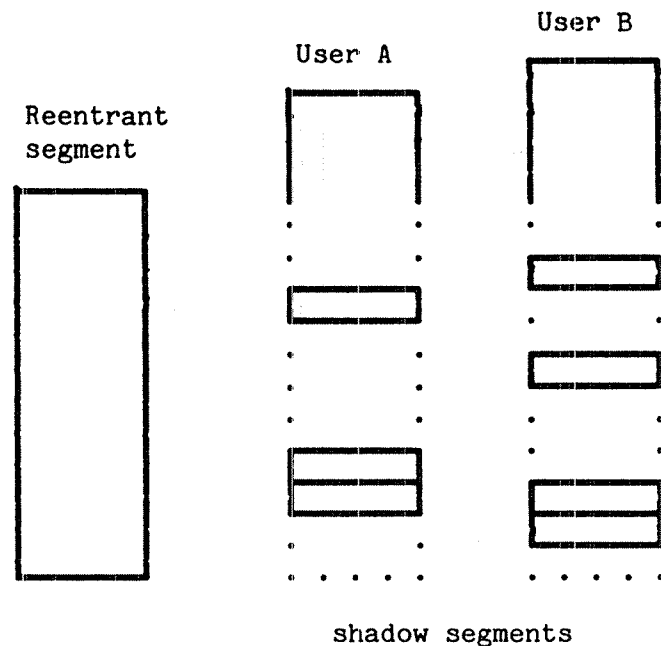 User B
User A
Reentrant
segment
shadow segments